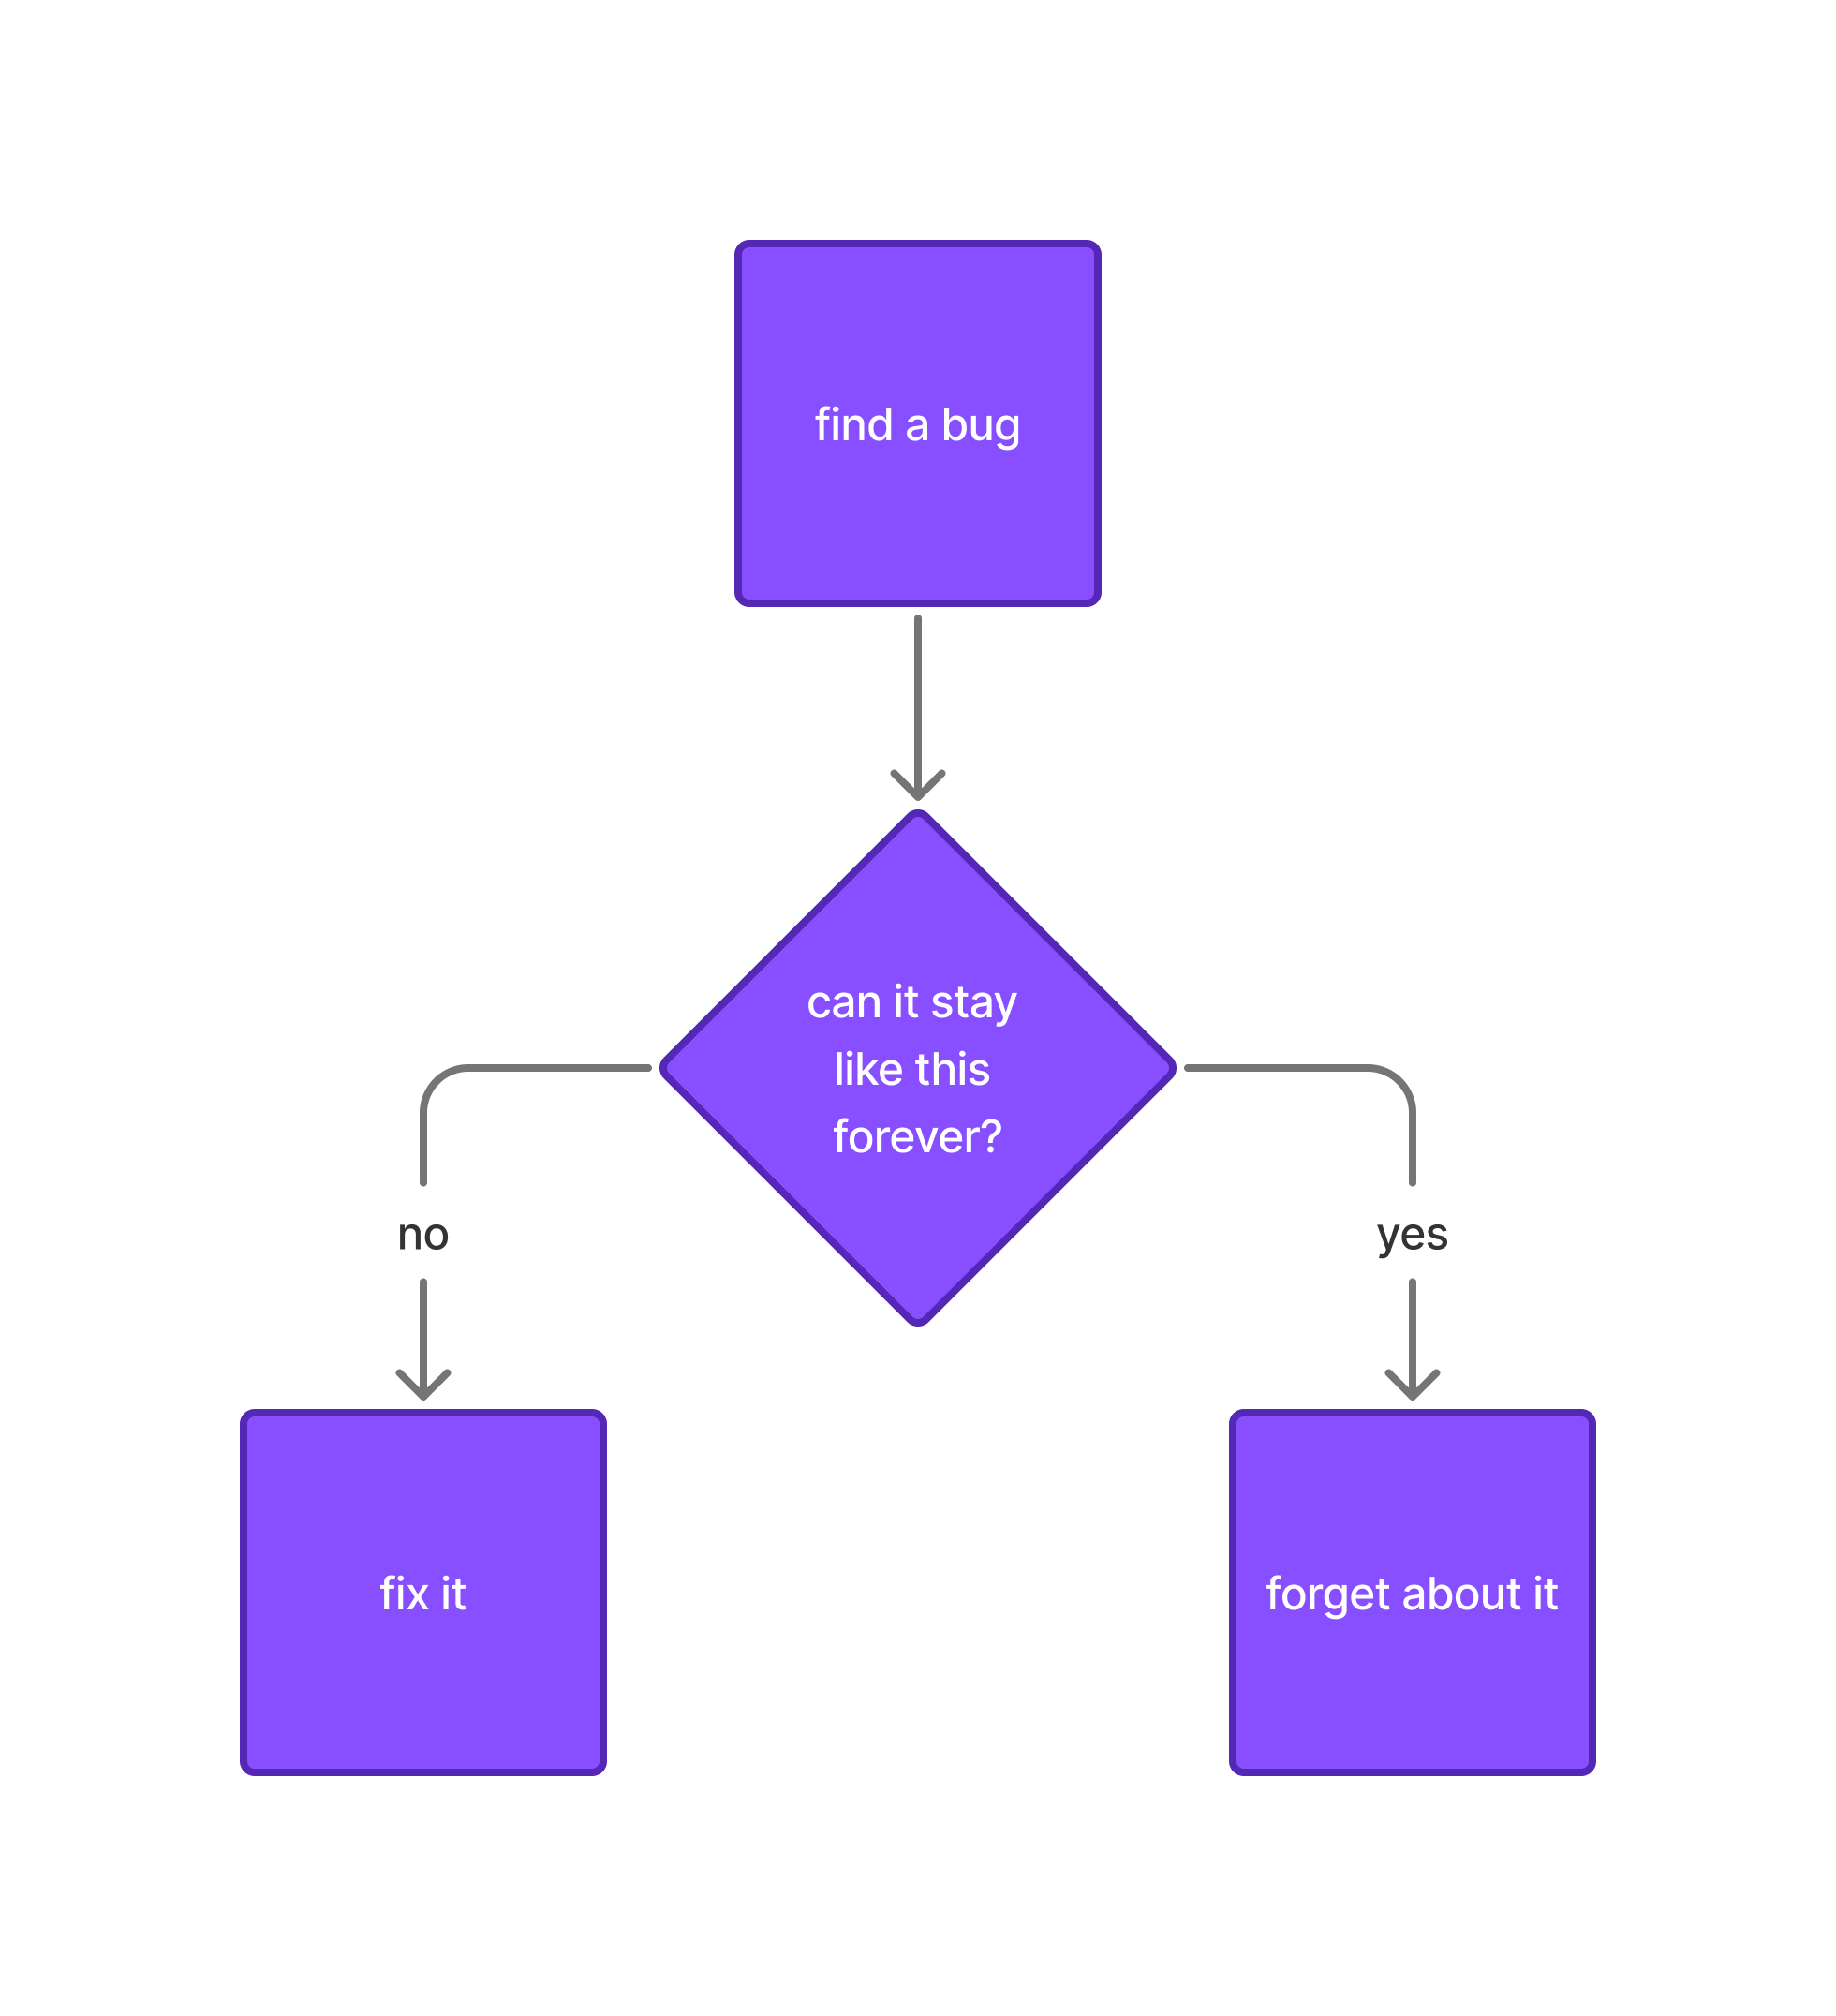 find a bug
can it stay
like this
forever?
no
yes
fix it
forget about it